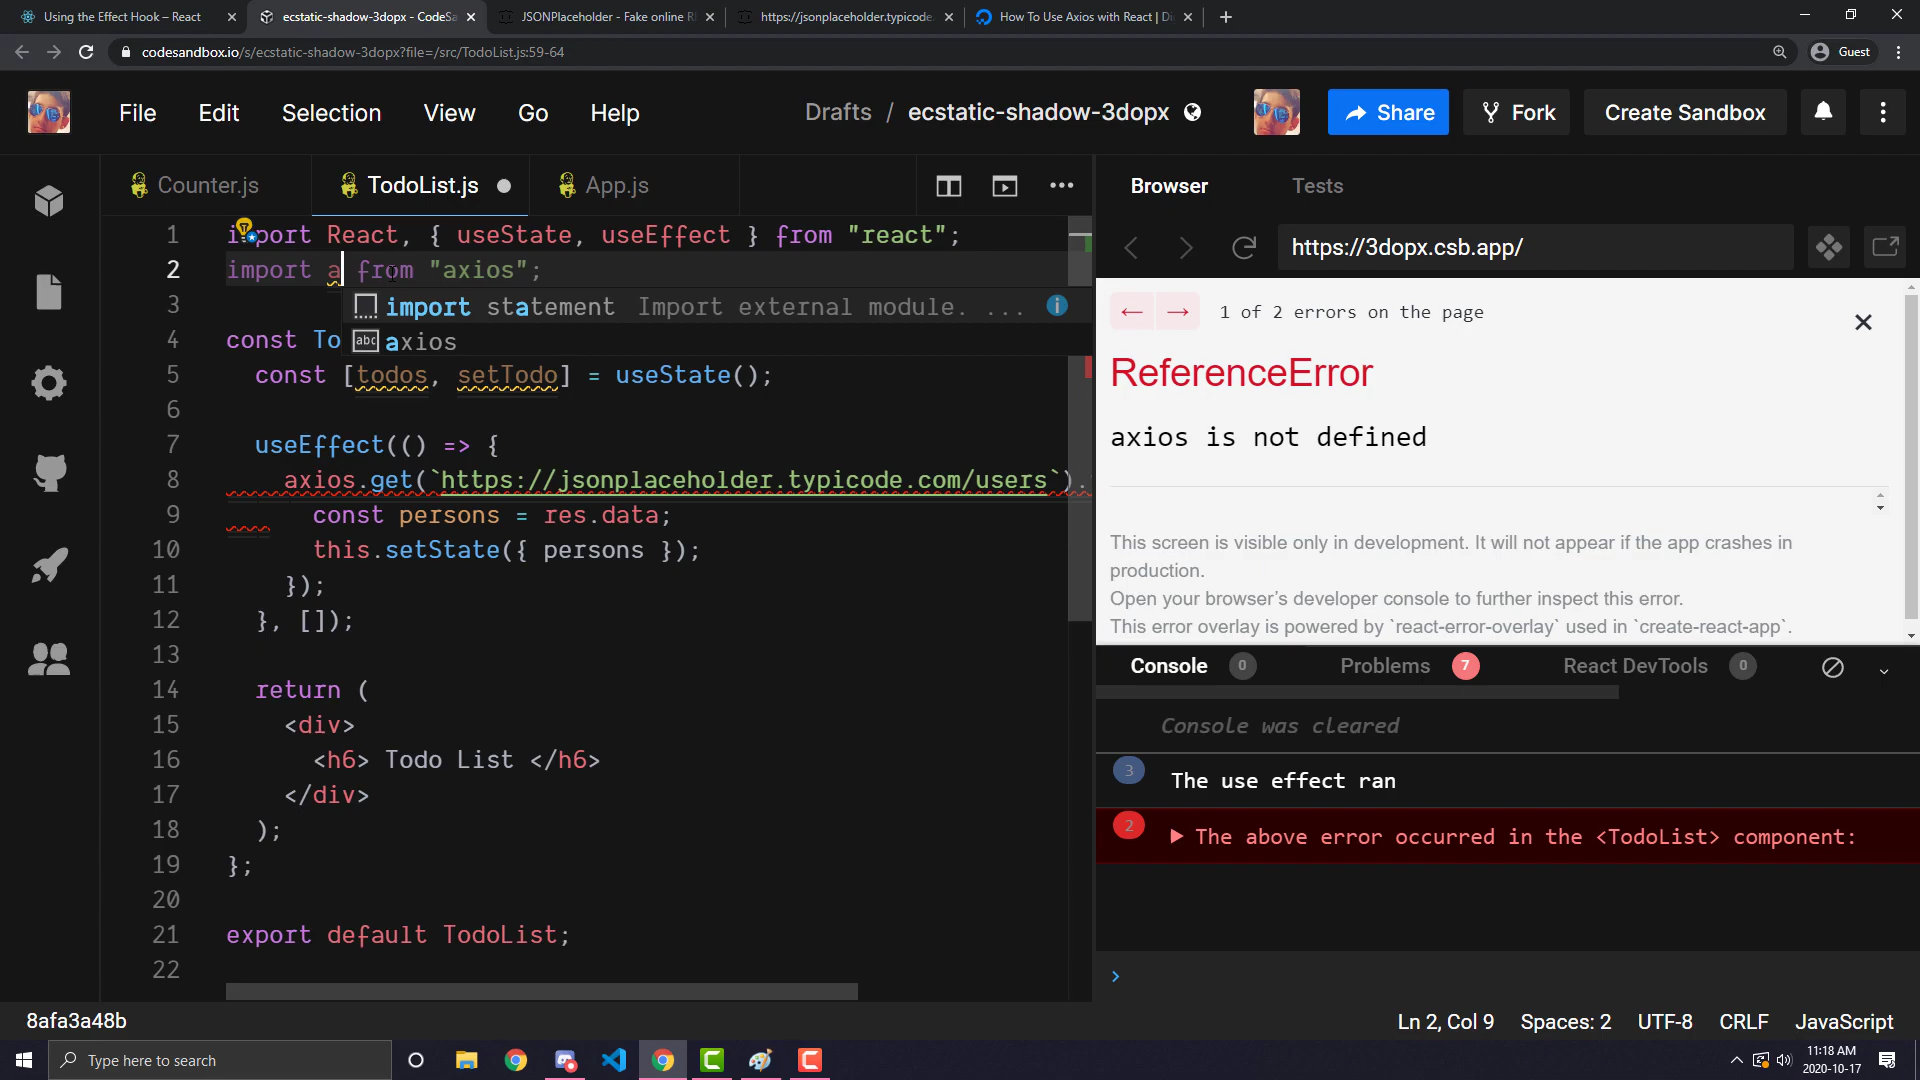 Using the Effect Hook – React
ecstatic-shadow-3dopx - CodeSa
JSONPlaceholder - Fake online R
https://jsonplaceholder.typicode.
How To Use Axios with React | Di
codesandbox.io/s/ecstatic-shadow-3dopx?file=/src/TodoList.js:59-64
Guest
File Edit Selection View Go Help
Drafts / ecstatic-shadow-3dopx
Share
Fork
Create Sandbox
Counter.js
TodoList.js
App.js
1 import React, { useState, useEffect } from "react";
2 import a from "axios";
import statement Import external module. ...
3
abc axios
4 const To
5 const [todos, setTodo] = useState();
6
7 useEffect(() => {
8 axios.get(`https://jsonplaceholder.typicode.com/users`).
9 const persons = res.data;
10 this.setState({ persons });
11 });
12 }, []);
13
14 return (
15 <div>
16 <h6> Todo List </h6>
17 </div>
18 );
19 };
20
21 export default TodoList;
22
Browser
Tests
https://3dopx.csb.app/
1 of 2 errors on the page
ReferenceError
axios is not defined
This screen is visible only in development. It will not appear if the app crashes in
production.
Open your browser’s developer console to further inspect this error.
This error overlay is powered by `react-error-overlay` used in `create-react-app`.
Console 0
Problems 7
React DevTools 0
Console was cleared
3 The use effect ran
2 The above error occurred in the <TodoList> component:
8afa3a48b
Ln 2, Col 9
Spaces: 2
UTF-8
CRLF
JavaScript
Type here to search
11:18 AM
2020-10-17